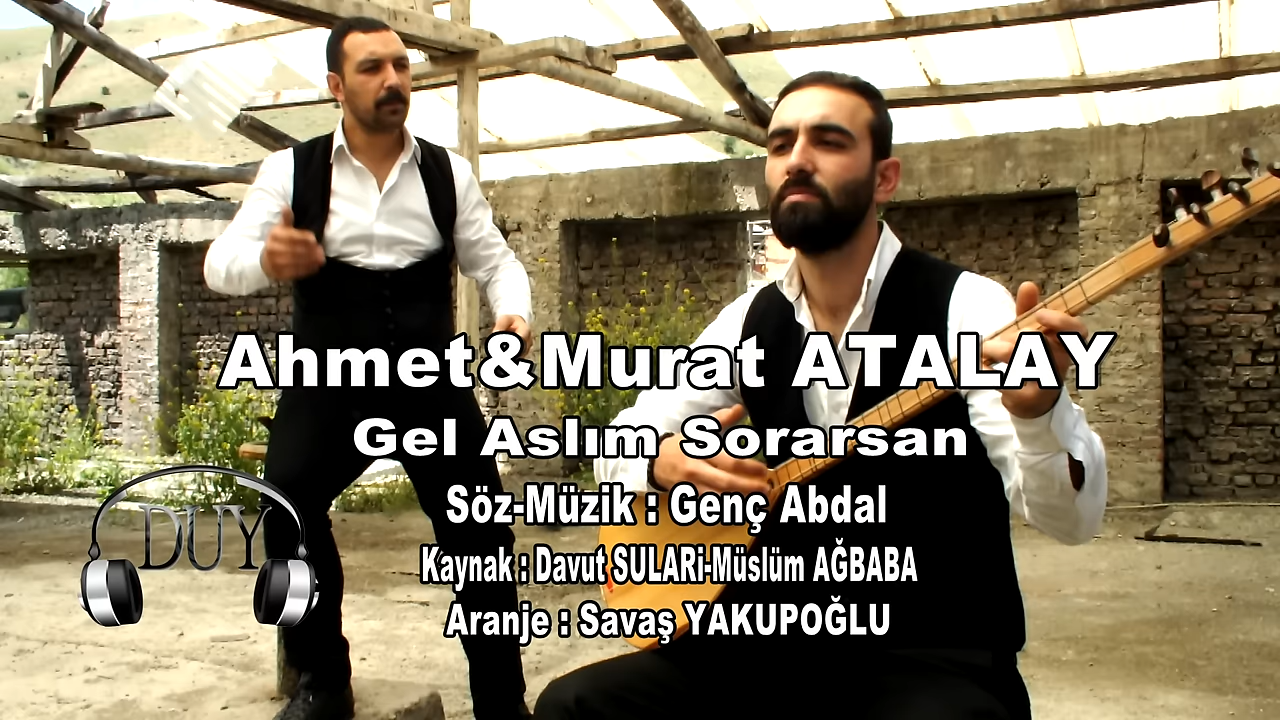 Ahmet&Murat ATALAY
Gel Aslım Sorarsan
DUY
Söz-Müzik : Genç Abdal
Kaynak : Davut SULARi-Müslüm AĞBABA
Aranje : Savaş YAKUPOĞLU